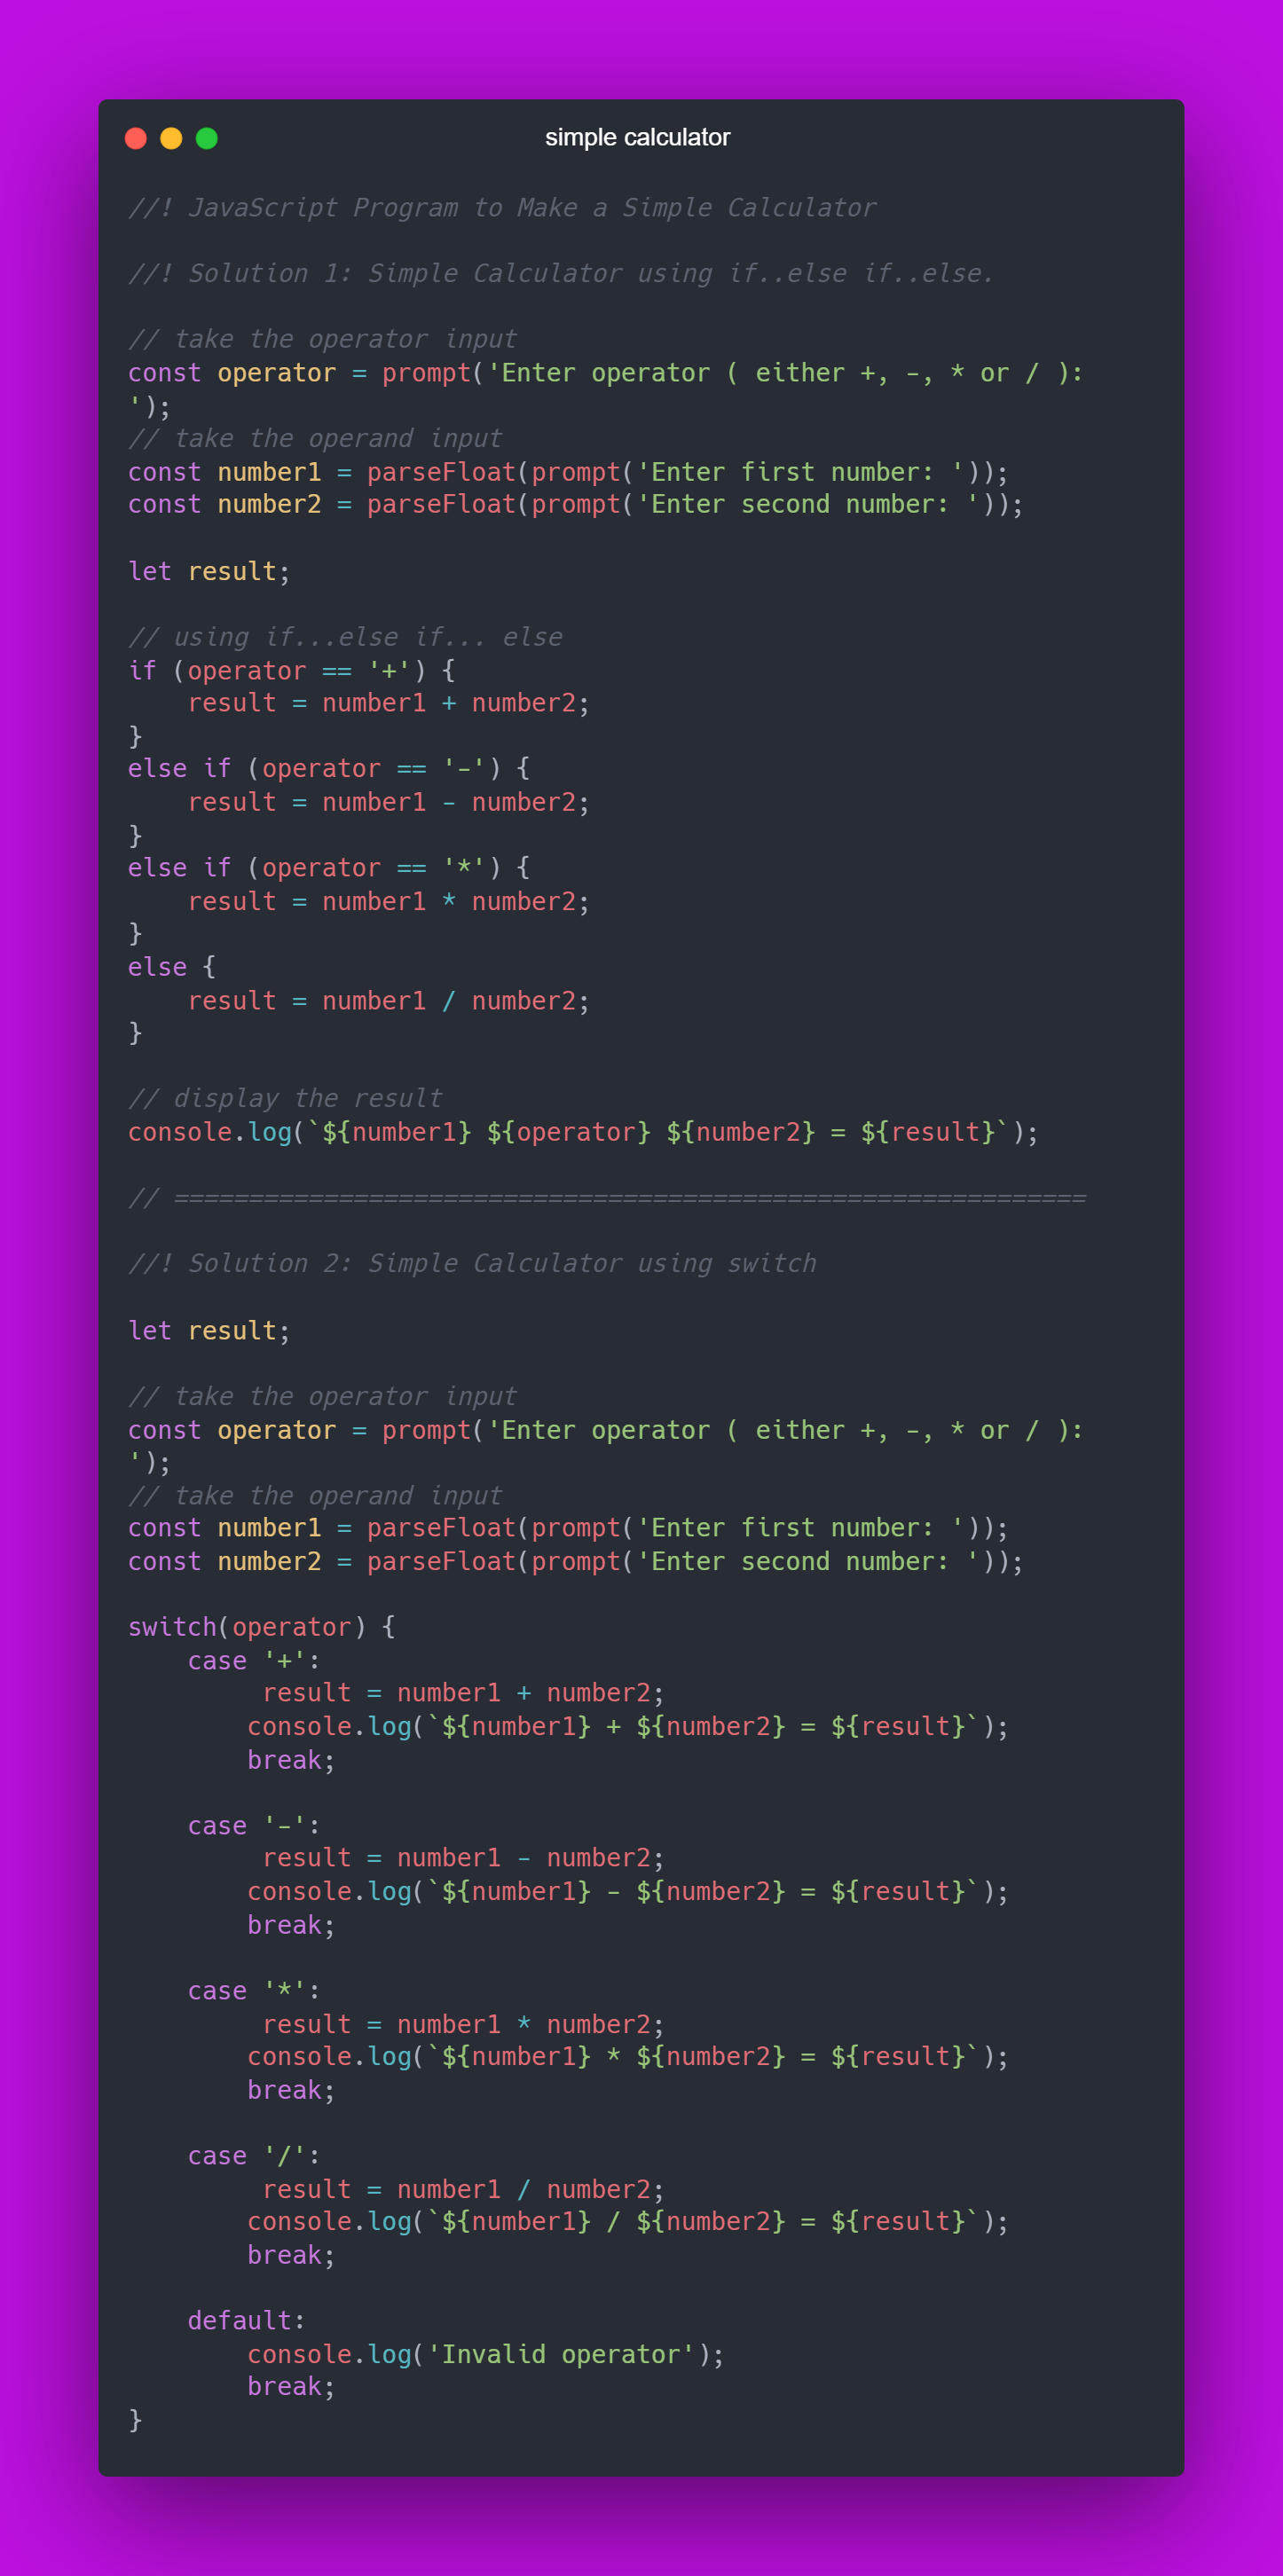 simple calculator
//! JavaScript Program to Make a Simple Calculator
//! Solution 1: Simple Calculator using if..else if..else.
// take the operator input
const operator = prompt('Enter operator ( either +, -, * or / ):
');
// take the operand input
const number1 = parseFloat(prompt('Enter first number: '));
const number2 = parseFloat(prompt('Enter second number: '));
let result;
// using if...else if... else
if (operator == '+') {
    result = number1 + number2;
}
else if (operator == '-') {
    result = number1 - number2;
}
else if (operator == '*') {
    result = number1 * number2;
}
else {
    result = number1 / number2;
}
// display the result
console.log(`${number1} ${operator} ${number2} = ${result}`);
// =============================================================
//! Solution 2: Simple Calculator using switch
let result;
// take the operator input
const operator = prompt('Enter operator ( either +, -, * or / ):
');
// take the operand input
const number1 = parseFloat(prompt('Enter first number: '));
const number2 = parseFloat(prompt('Enter second number: '));
switch(operator) {
    case '+':
         result = number1 + number2;
        console.log(`${number1} + ${number2} = ${result}`);
        break;
    case '-':
         result = number1 - number2;
        console.log(`${number1} - ${number2} = ${result}`);
        break;
    case '*':
         result = number1 * number2;
        console.log(`${number1} * ${number2} = ${result}`);
        break;
    case '/':
         result = number1 / number2;
        console.log(`${number1} / ${number2} = ${result}`);
        break;
    default:
        console.log('Invalid operator');
        break;
}